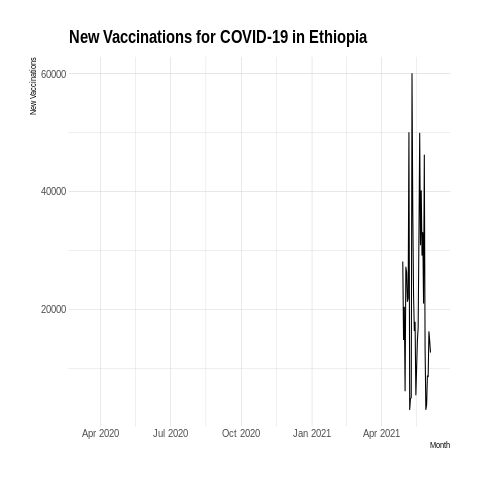 New Vaccinations for COVID-19 in Ethiopia
New Vaccinations
60000
40000
20000
Apr 2020 Jul 2020 Oct 2020 Jan 2021 Apr 2021
Month